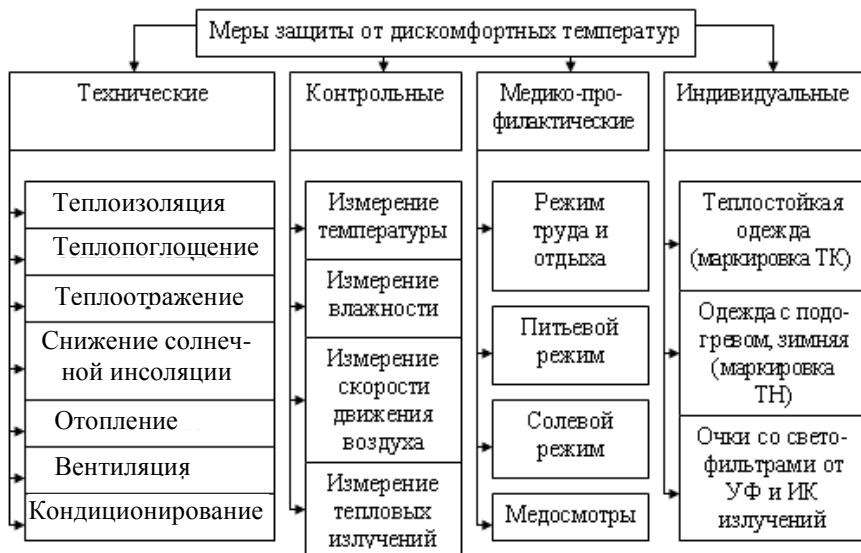 Меры защиты от дискомфортных температур
Технические
Теплоизоляция
Теплопоглощение
Теплоотражение
Снижение солнеч-
ной инсоляции
Отопление
Вентиляция
Кондиционирование
Контрольные
Измерение
температуры
Измерение
влажности
Измерение
скорости
движения
воздуха
Измерение
тепловых
излучений
Медико-про-
филактические
Режим
труда и
отдыха
Питьевой
режим
Солевой
режим
Медосмотры
Индивидуальные
Теплостойкая
одежда
(маркировка ТК)
Одежда с подо-
гревом, зимняя
(маркировка
ТН)
Очки со свето-
фильтрами от
УФ и ИК
излучений